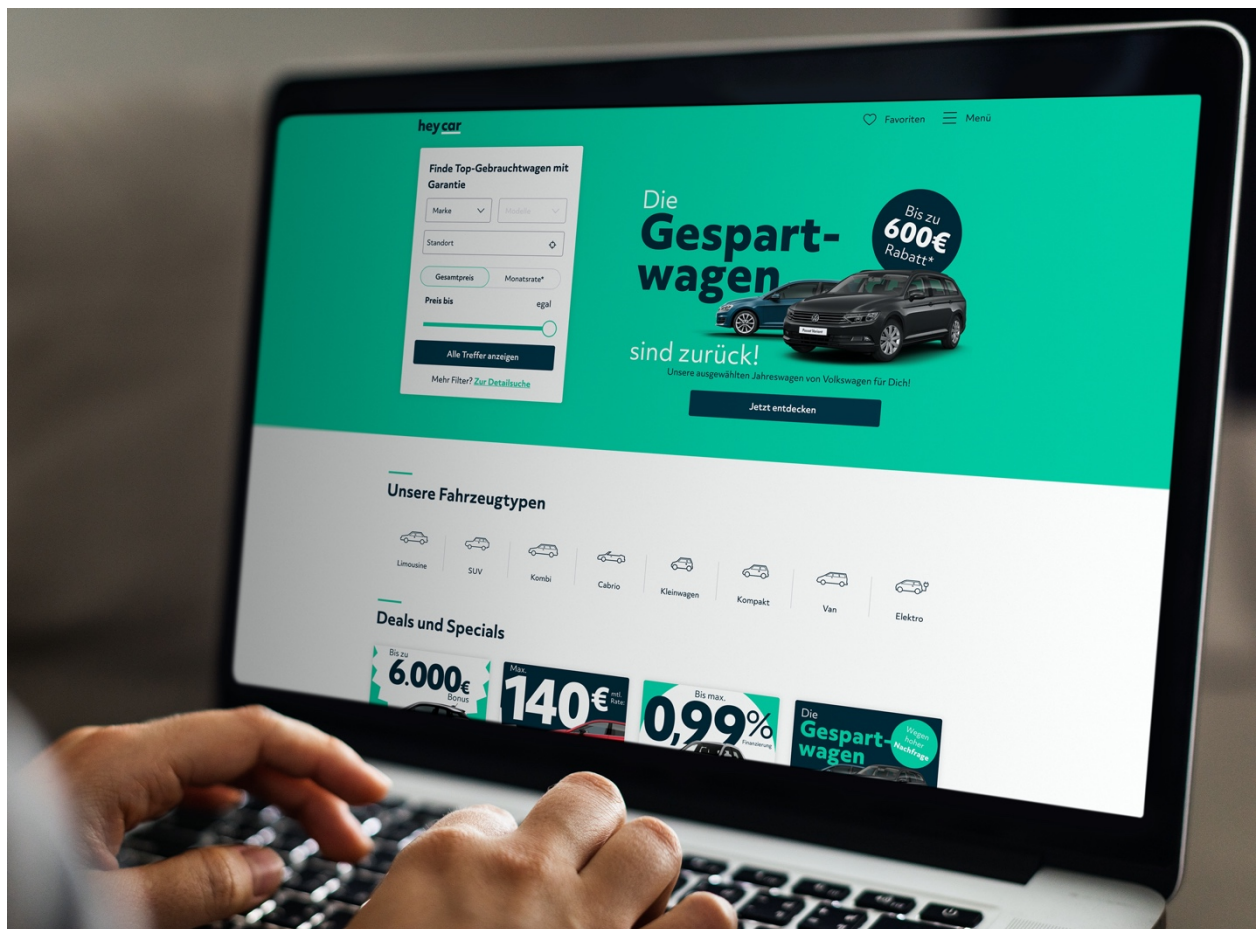 hey car
Favoriten
Menü
Finde Top-Gebrauchtwagen mit
Garantie
Marke
Modelle
Standort
Gesamtpreis
Monatsrate*
Preis bis
egal
Alle Treffer anzeigen
Mehr Filter? Zur Detailsuche
Die
Gespart-
wagen
sind zurück!
Bis zu
600€
Rabatt*
Passat Variant
Unsere ausgewählten Jahreswagen von Volkswagen für Dich!
Jetzt entdecken
Unsere Fahrzeugtypen
Limousine
SUV
Kombi
Cabrio
Kleinwagen
Kompakt
Van
Elektro
Deals und Specials
Bis zu
6.000€
Bonus
Max.
140€
mtl.
Rate:
Bis max.
0,99%
Finanzierung
Die
Gespart-
wagen
Wegen
hoher
Nachfrage